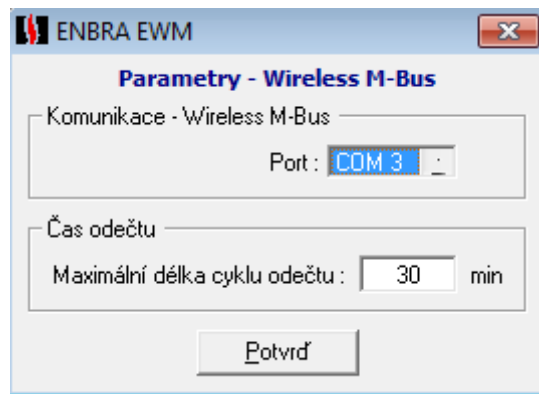 ENBRA EWM
Parametry - Wireless M-Bus
Komunikace - Wireless M-Bus
Port : COM 3
Čas odečtu
Maximální délka cyklu odečtu : 30 min
Potvrď